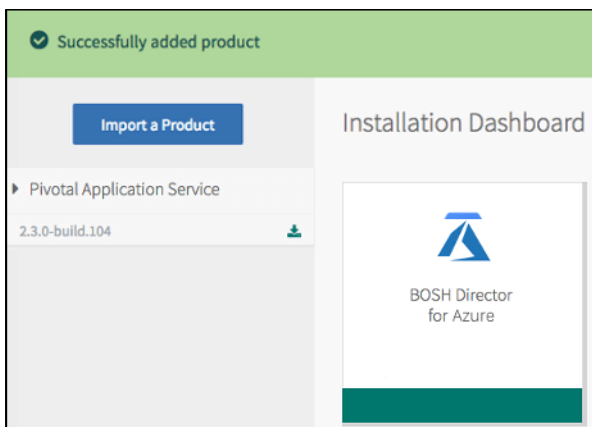 Successfully added product
Import a Product
Installation Dashboard
Pivotal Application Service
2.3.0-build.104
BOSH Director
for Azure